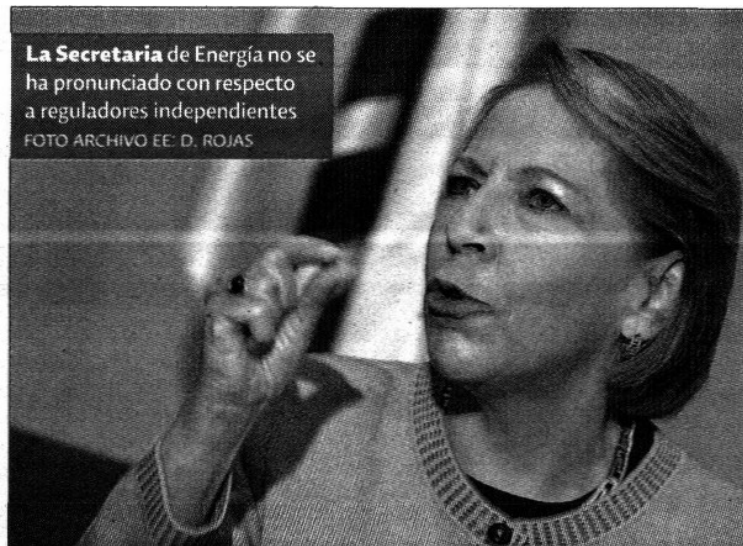 La Secretaria de Energía no se
ha pronunciado con respecto
a reguladores independientes
FOTO ARCHIVO EE: D. ROJAS